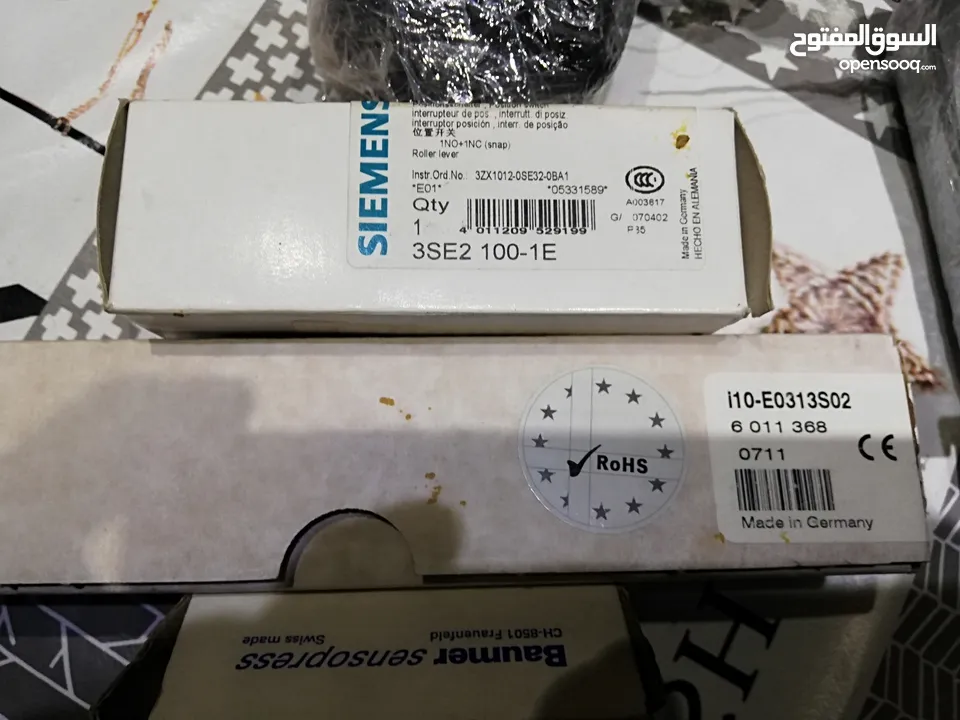 السوق المفتوح
opensooq.com
SIEMENS
Interrupteur de pos. , interrutt. di posiz
interruptor posición , interr. de posição
位置开关
1NO+1NC (snap)
Roller lever
Instr.Ord.No.: 3ZX1012-0SE32-0BA1
*E01* *05331589*
Qty
1
4 011209 529199
3SE2 100-1E
CCC
A003617
G/ 070402
P 35
Made in Germany
HECHO EN ALEMANIA
RoHS
i10-E0313S02
6 011 368
0711
CE
Made in Germany
CH-8501 Frauenfeld
Swiss made
Baumer sensopress